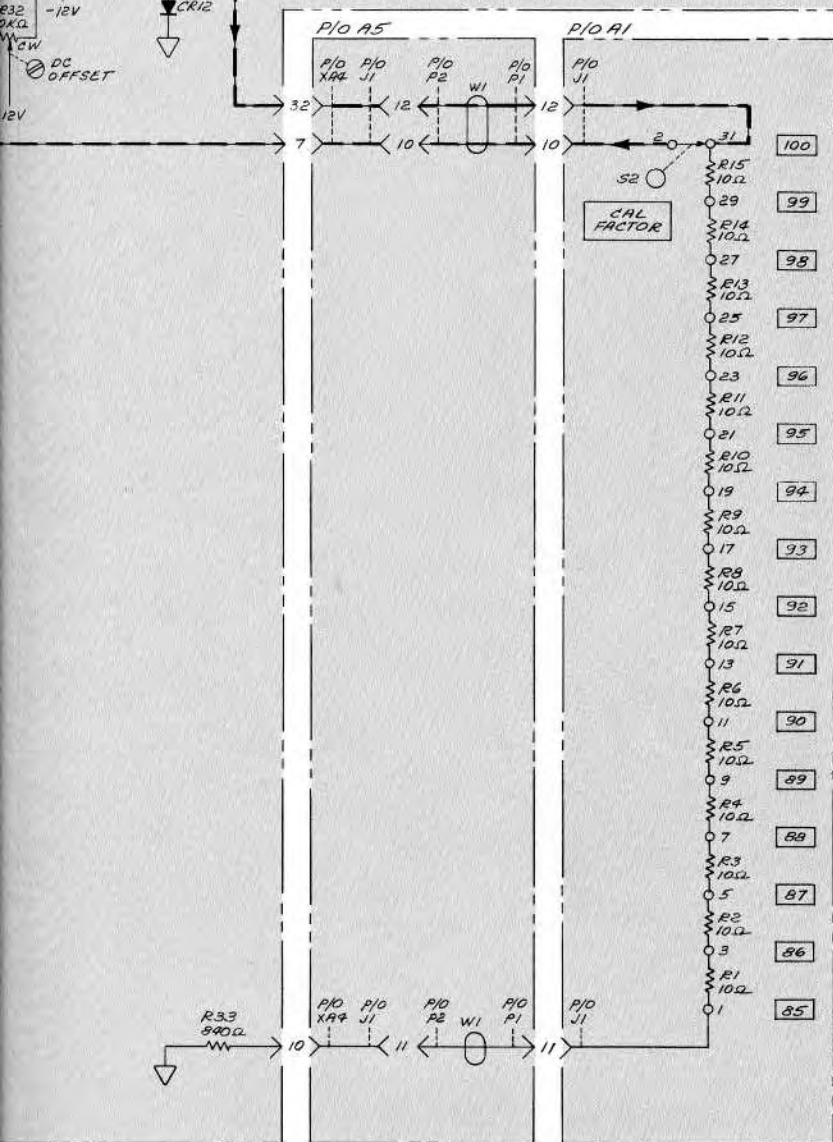 -12V
CR12
CW
DC
OFFSET
12V
P/O A5
P/O A1
P/O
XA4
P/O
J1
P/O
P2
W1
P/O
P1
P/O
J1
32
12
12
7
10
10
2
31
100
S2
CAL
FACTOR
R15
10Ω
29
99
R14
10Ω
27
98
R13
10Ω
25
97
R12
10Ω
23
96
R11
10Ω
21
95
R10
10Ω
19
94
R9
10Ω
17
93
R8
10Ω
15
92
R7
10Ω
13
91
R6
10Ω
11
90
R5
10Ω
9
89
R4
10Ω
7
88
R3
10Ω
5
87
R2
10Ω
3
86
R1
10Ω
1
85
R33
840Ω
P/O
XA4
P/O
J1
P/O
P2
W1
P/O
P1
P/O
J1
10
11
11